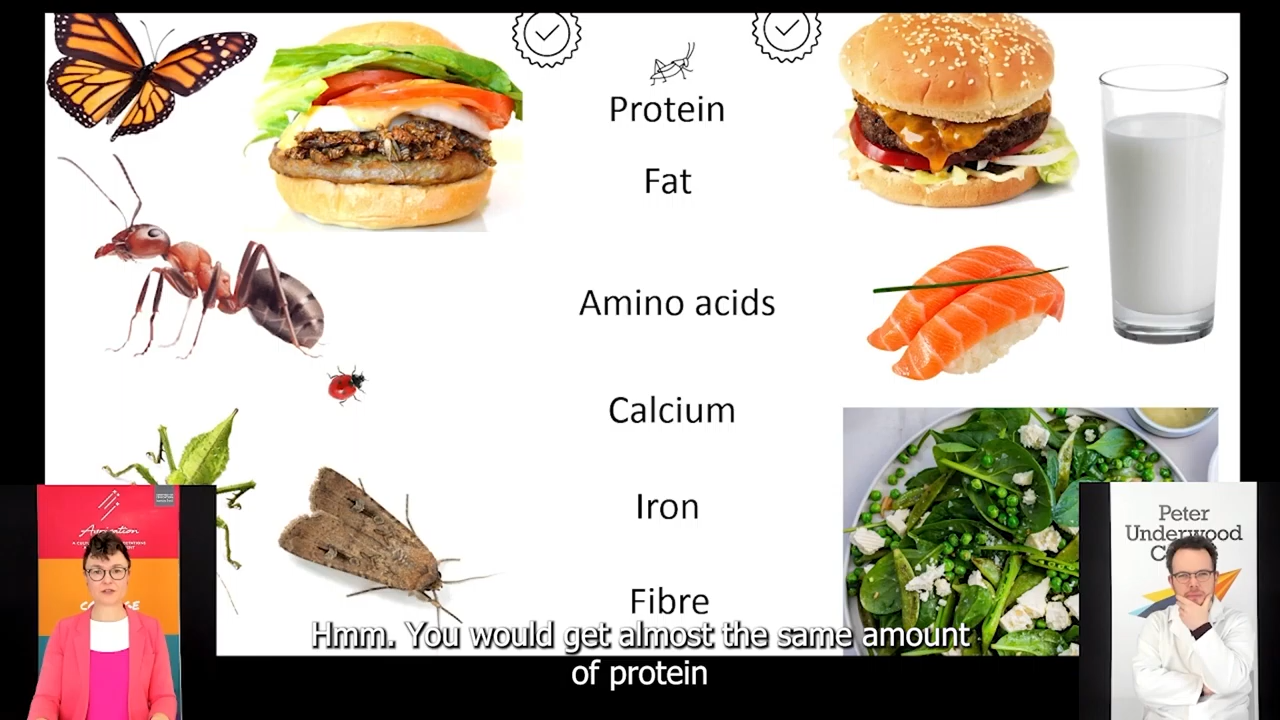 Protein
Fat
Amino acids
Calcium
Iron
Fibre
Peter
Underwood
Hmm. You would get almost the same amount
of protein